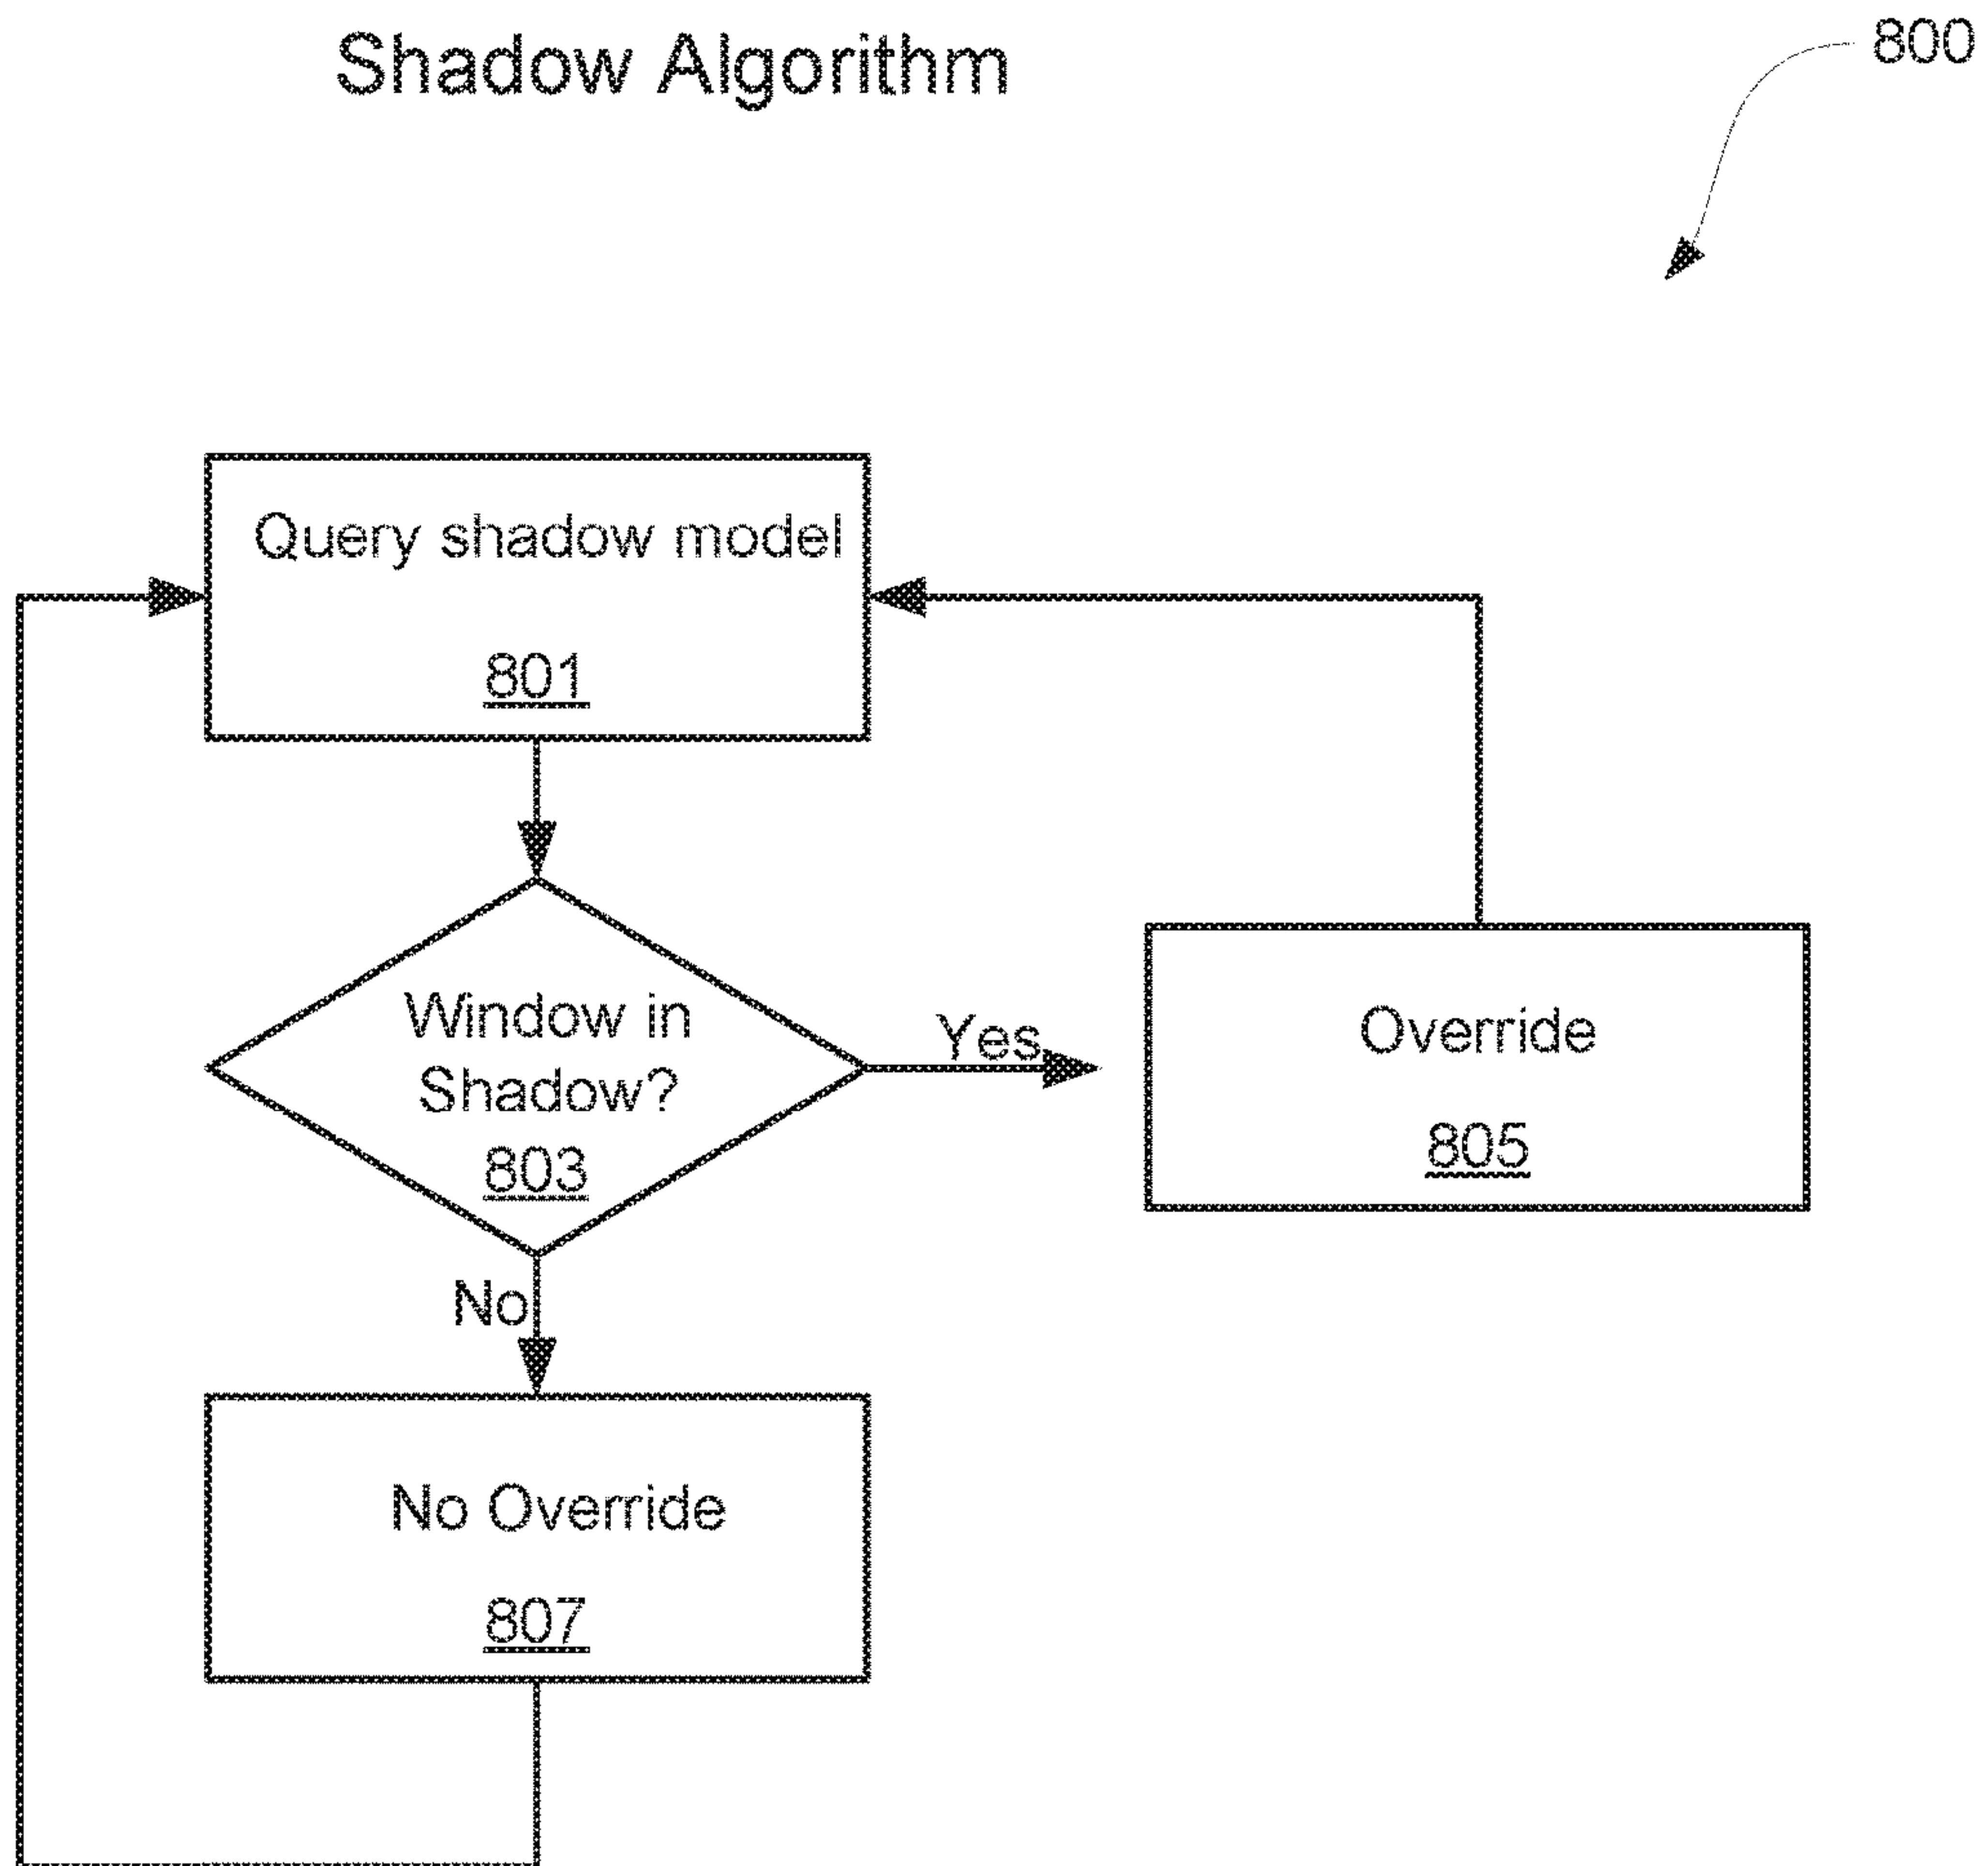 Shadow Algorithm
800
Query shadow model
801
Window in
Shadow?
803
Yes
Override
805
No
No Override
807